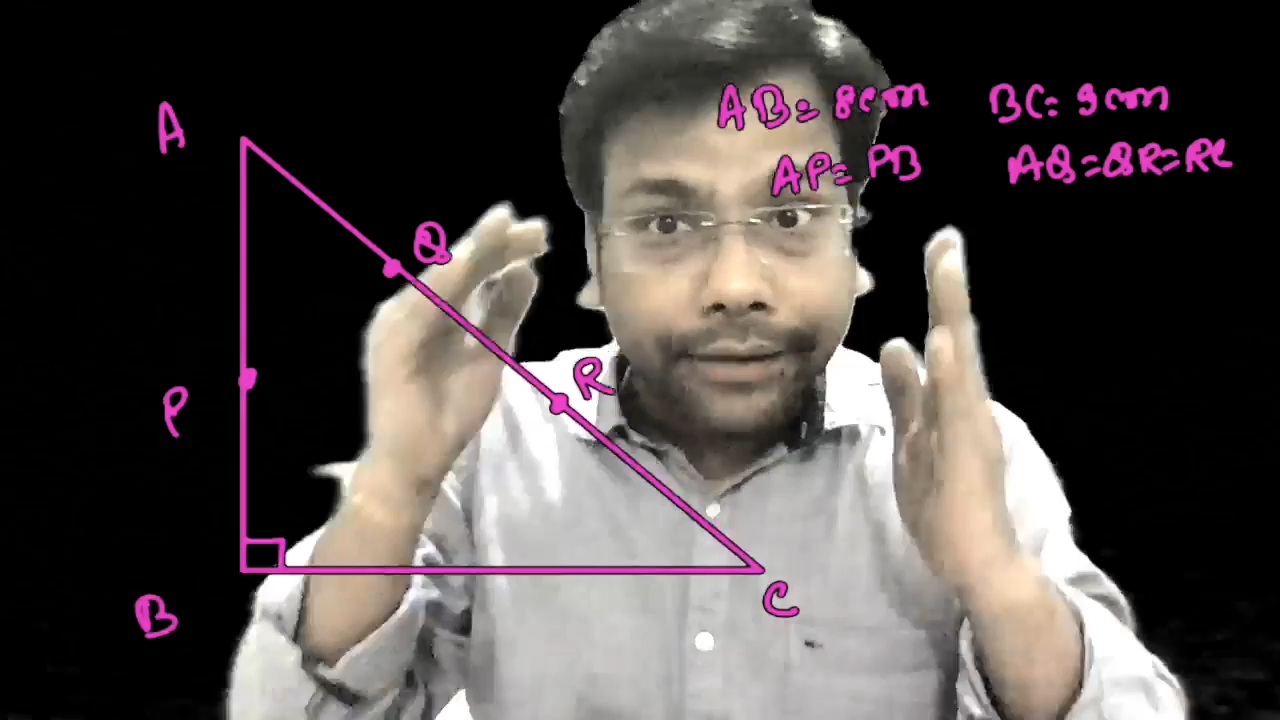 AB = 8cm BC = 9cm
AP = PB AQ = QR = RC
A
Q
R
P
B
C